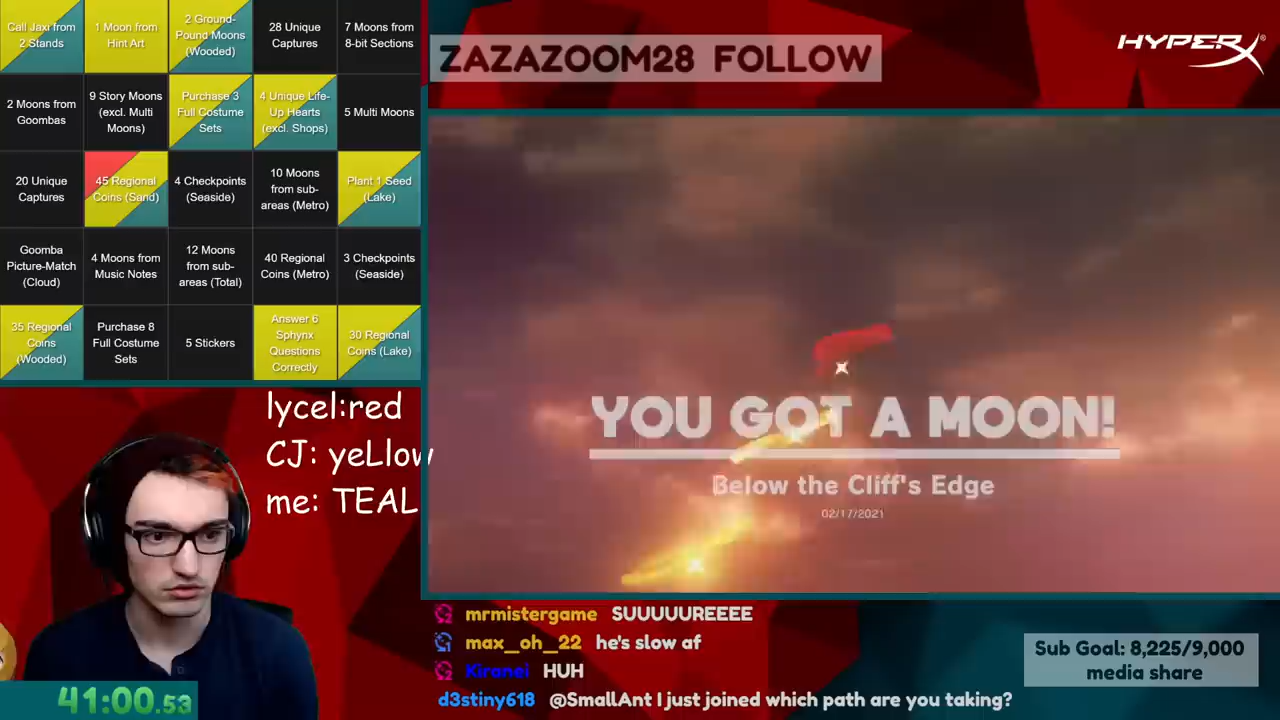 Call Jaxi from
2 Stands
1 Moon from
Hint Art
2 Ground-
Pound Moons
(Wooded)
28 Unique
Captures
7 Moons from
8-bit Sections
2 Moons from
Goombas
9 Story Moons
(excl. Multi
Moons)
Purchase 3
Full Costume
Sets
4 Unique Life-
Up Hearts
(excl. Shops)
5 Multi Moons
20 Unique
Captures
45 Regional
Coins (Sand)
4 Checkpoints
(Seaside)
10 Moons
from sub-
areas (Metro)
Plant 1 Seed
(Lake)
Goomba
Picture-Match
(Cloud)
4 Moons from
Music Notes
12 Moons
from sub-
areas (Total)
40 Regional
Coins (Metro)
3 Checkpoints
(Seaside)
35 Regional
Coins
(Wooded)
Purchase 8
Full Costume
Sets
5 Stickers
Answer 6
Sphynx
Questions
Correctly
30 Regional
Coins (Lake)
ZAZAZOOM28 FOLLOW
HYPERX®
YOU GOT A MOON!
Below the Cliff's Edge
02/17/2021
lycel:red
CJ: yeLlow
me: TEAL
41:00.53
mrmistergame SUUUUUREEEE
max_oh_22 he's slow af
Kiranei HUH
d3stiny618 @SmallAnt I just joined which path are you taking?
Sub Goal: 8,225/9,000
media share